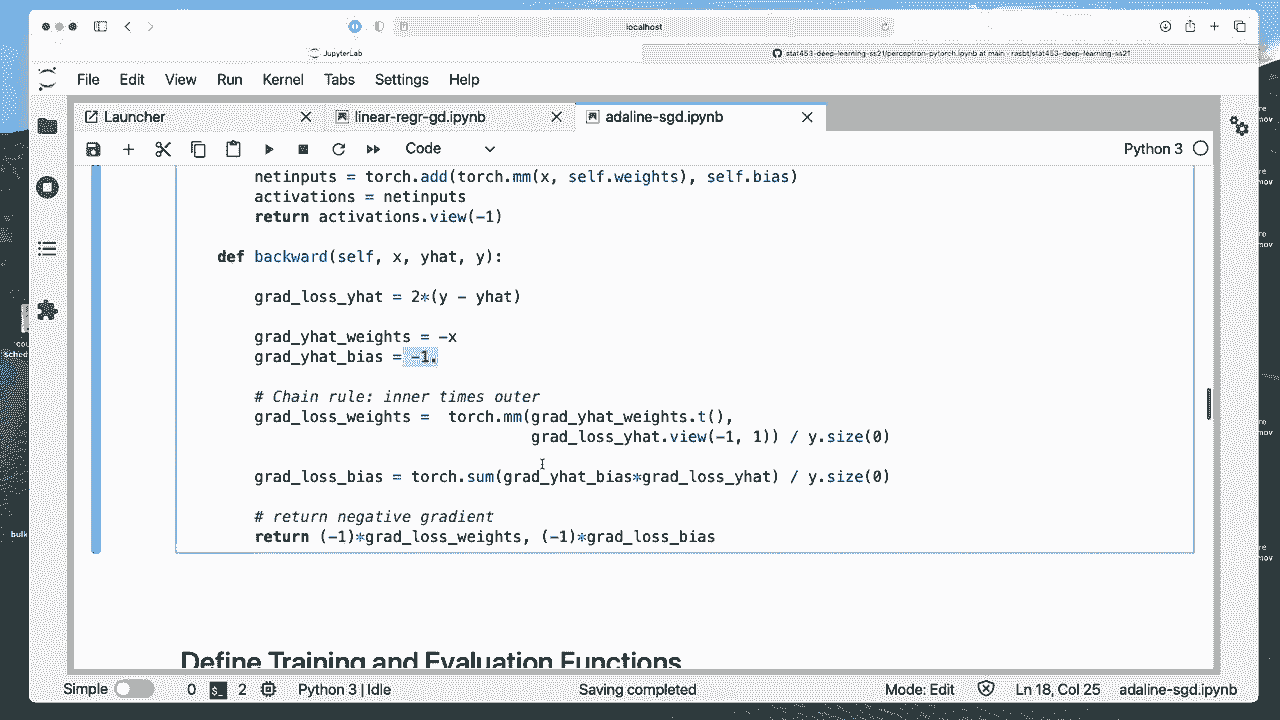 localhost
JupyterLab
stat453-deep-learning-ss21/perceptron-pytorch.ipynb at main · rasbt/stat453-deep-learning-ss21
File Edit View Run Kernel Tabs Settings Help
Launcher
linear-regr-gd.ipynb
adaline-sgd.ipynb
Code
Python 3
netinputs = torch.add(torch.mm(x, self.weights), self.bias)
activations = netinputs
return activations.view(-1)
def backward(self, x, yhat, y):
grad_loss_yhat = 2*(y - yhat)
grad_yhat_weights = -x
grad_yhat_bias = -1.
# Chain rule: inner times outer
grad_loss_weights =  torch.mm(grad_yhat_weights.t(),
grad_loss_yhat.view(-1, 1)) / y.size(0)
grad_loss_bias = torch.sum(grad_yhat_bias*grad_loss_yhat) / y.size(0)
# return negative gradient
return (-1)*grad_loss_weights, (-1)*grad_loss_bias
Define Training and Evaluation Functions
Simple 0 2 Python 3 | Idle Saving completed Mode: Edit Ln 18, Col 25 adaline-sgd.ipynb